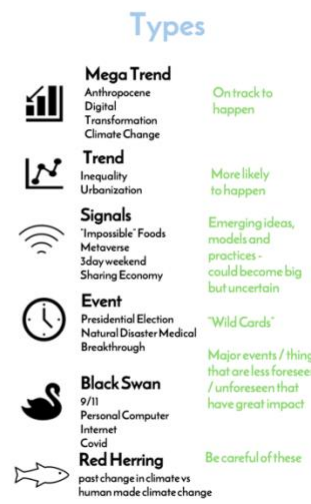 Types
Mega Trend
Anthropocene
Digital
Transformation
Climate Change
On track to
happen
Trend
Inequality
Urbanization
More likely
to happen
Signals
"Impossible" Foods
Metaverse
3day weekend
Sharing Economy
Emerging ideas,
models and
practices -
could become big
but uncertain
Event
Presidential Election
Natural Disaster Medical
Breakthrough
"Wild Cards"
Black Swan
9/11
Personal Computer
Internet
Covid
Major events / thing
that are less foresee
/ unforeseen that
have great impact
Red Herring
past change in climate vs
human made climate change
Be careful of these